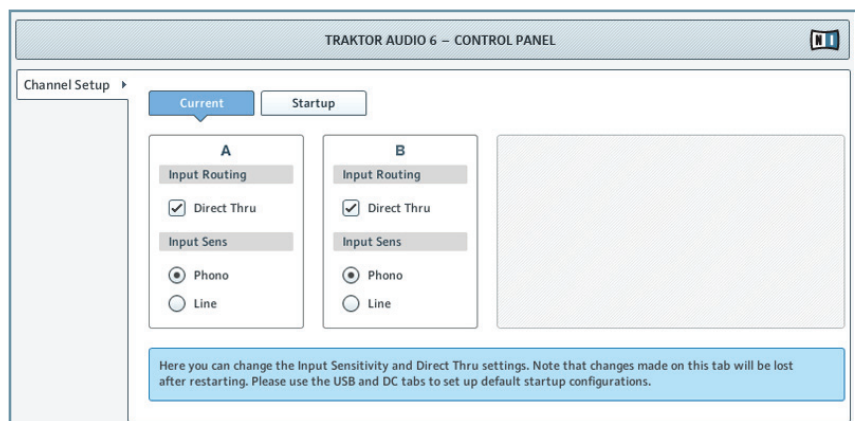 TRAKTOR AUDIO 6 – CONTROL PANEL
NI
Channel Setup
Current
Startup
A
Input Routing
Direct Thru
Input Sens
Phono
Line
B
Input Routing
Direct Thru
Input Sens
Phono
Line
Here you can change the Input Sensitivity and Direct Thru settings. Note that changes made on this tab will be lost
after restarting. Please use the USB and DC tabs to set up default startup configurations.